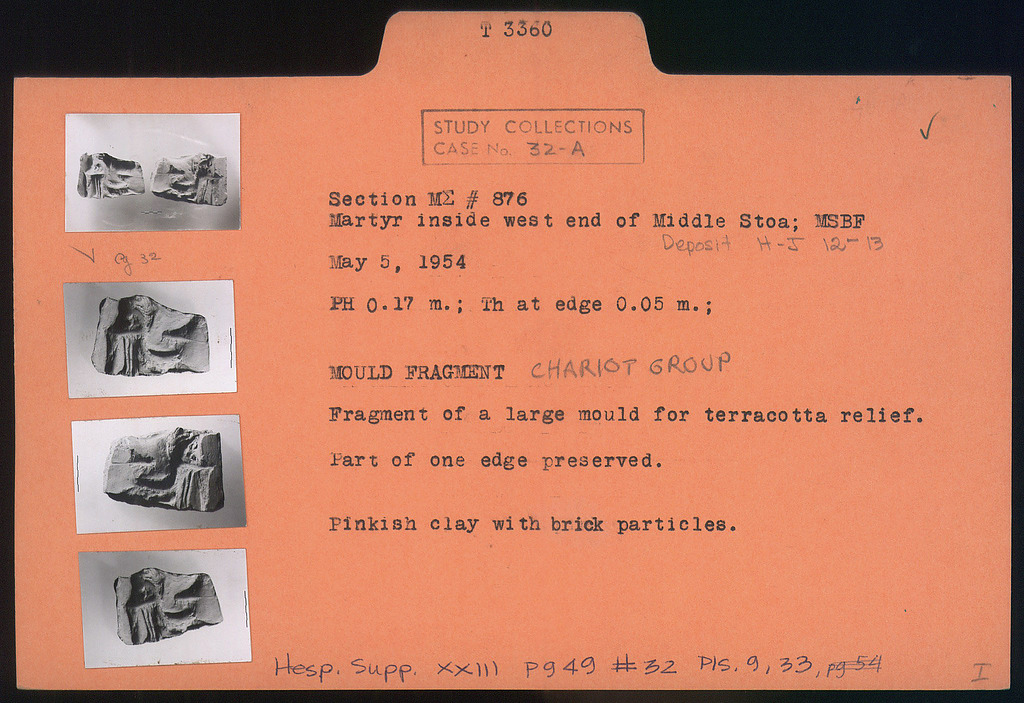 T 3360
STUDY COLLECTIONS
CASE No. 32-A
Section MΣ # 876
Martyr inside west end of Middle Stoa; MSBF
Deposit H-I 12-13
May 5, 1954
pg 32
PH 0.17 m.; Th at edge 0.05 m.;
MOULD FRAGMENT CHARIOT GROUP
Fragment of a large mould for terracotta relief.
Part of one edge preserved.
Pinkish clay with brick particles.
Hesp. Supp. XXIII pg 49 #32 Pls. 9, 33, pg 54
I